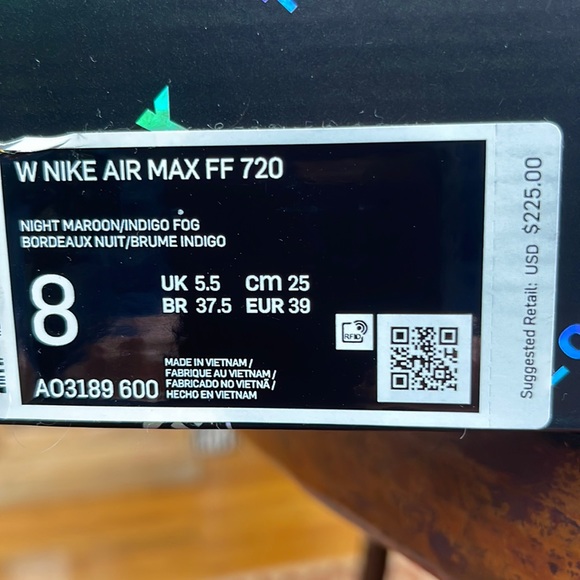 W NIKE AIR MAX FF 720
NIGHT MAROON/INDIGO FOG
BORDEAUX NUIT/BRUME INDIGO
8
UK 5.5 cm 25
BR 37.5 EUR 39
RFID
MADE IN VIETNAM /
FABRIQUE AU VIETNAM /
FABRICADO NO VIETNÃ /
HECHO EN VIETNAM
AO3189 600
Suggested Retail: USD $225.00